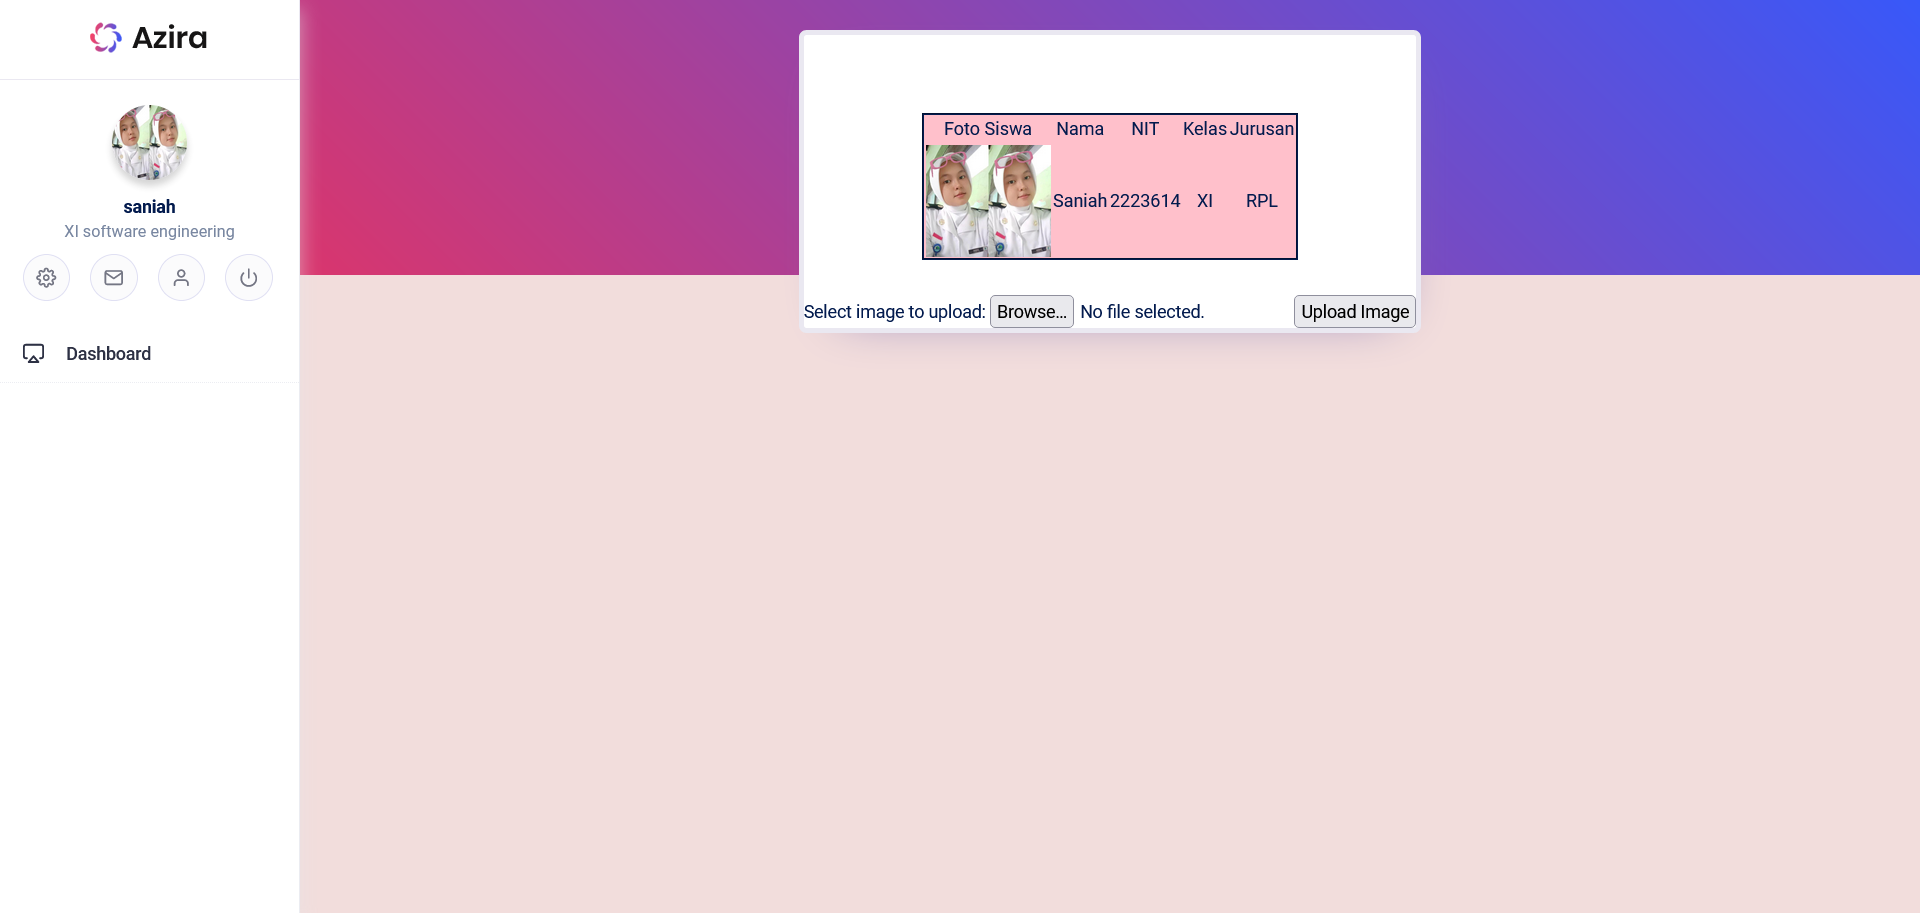 Azira
saniah
XI software engineering
Dashboard
Foto Siswa Nama NIT Kelas Jurusan
Saniah 2223614 XI RPL
Select image to upload: Browse... No file selected. Upload Image